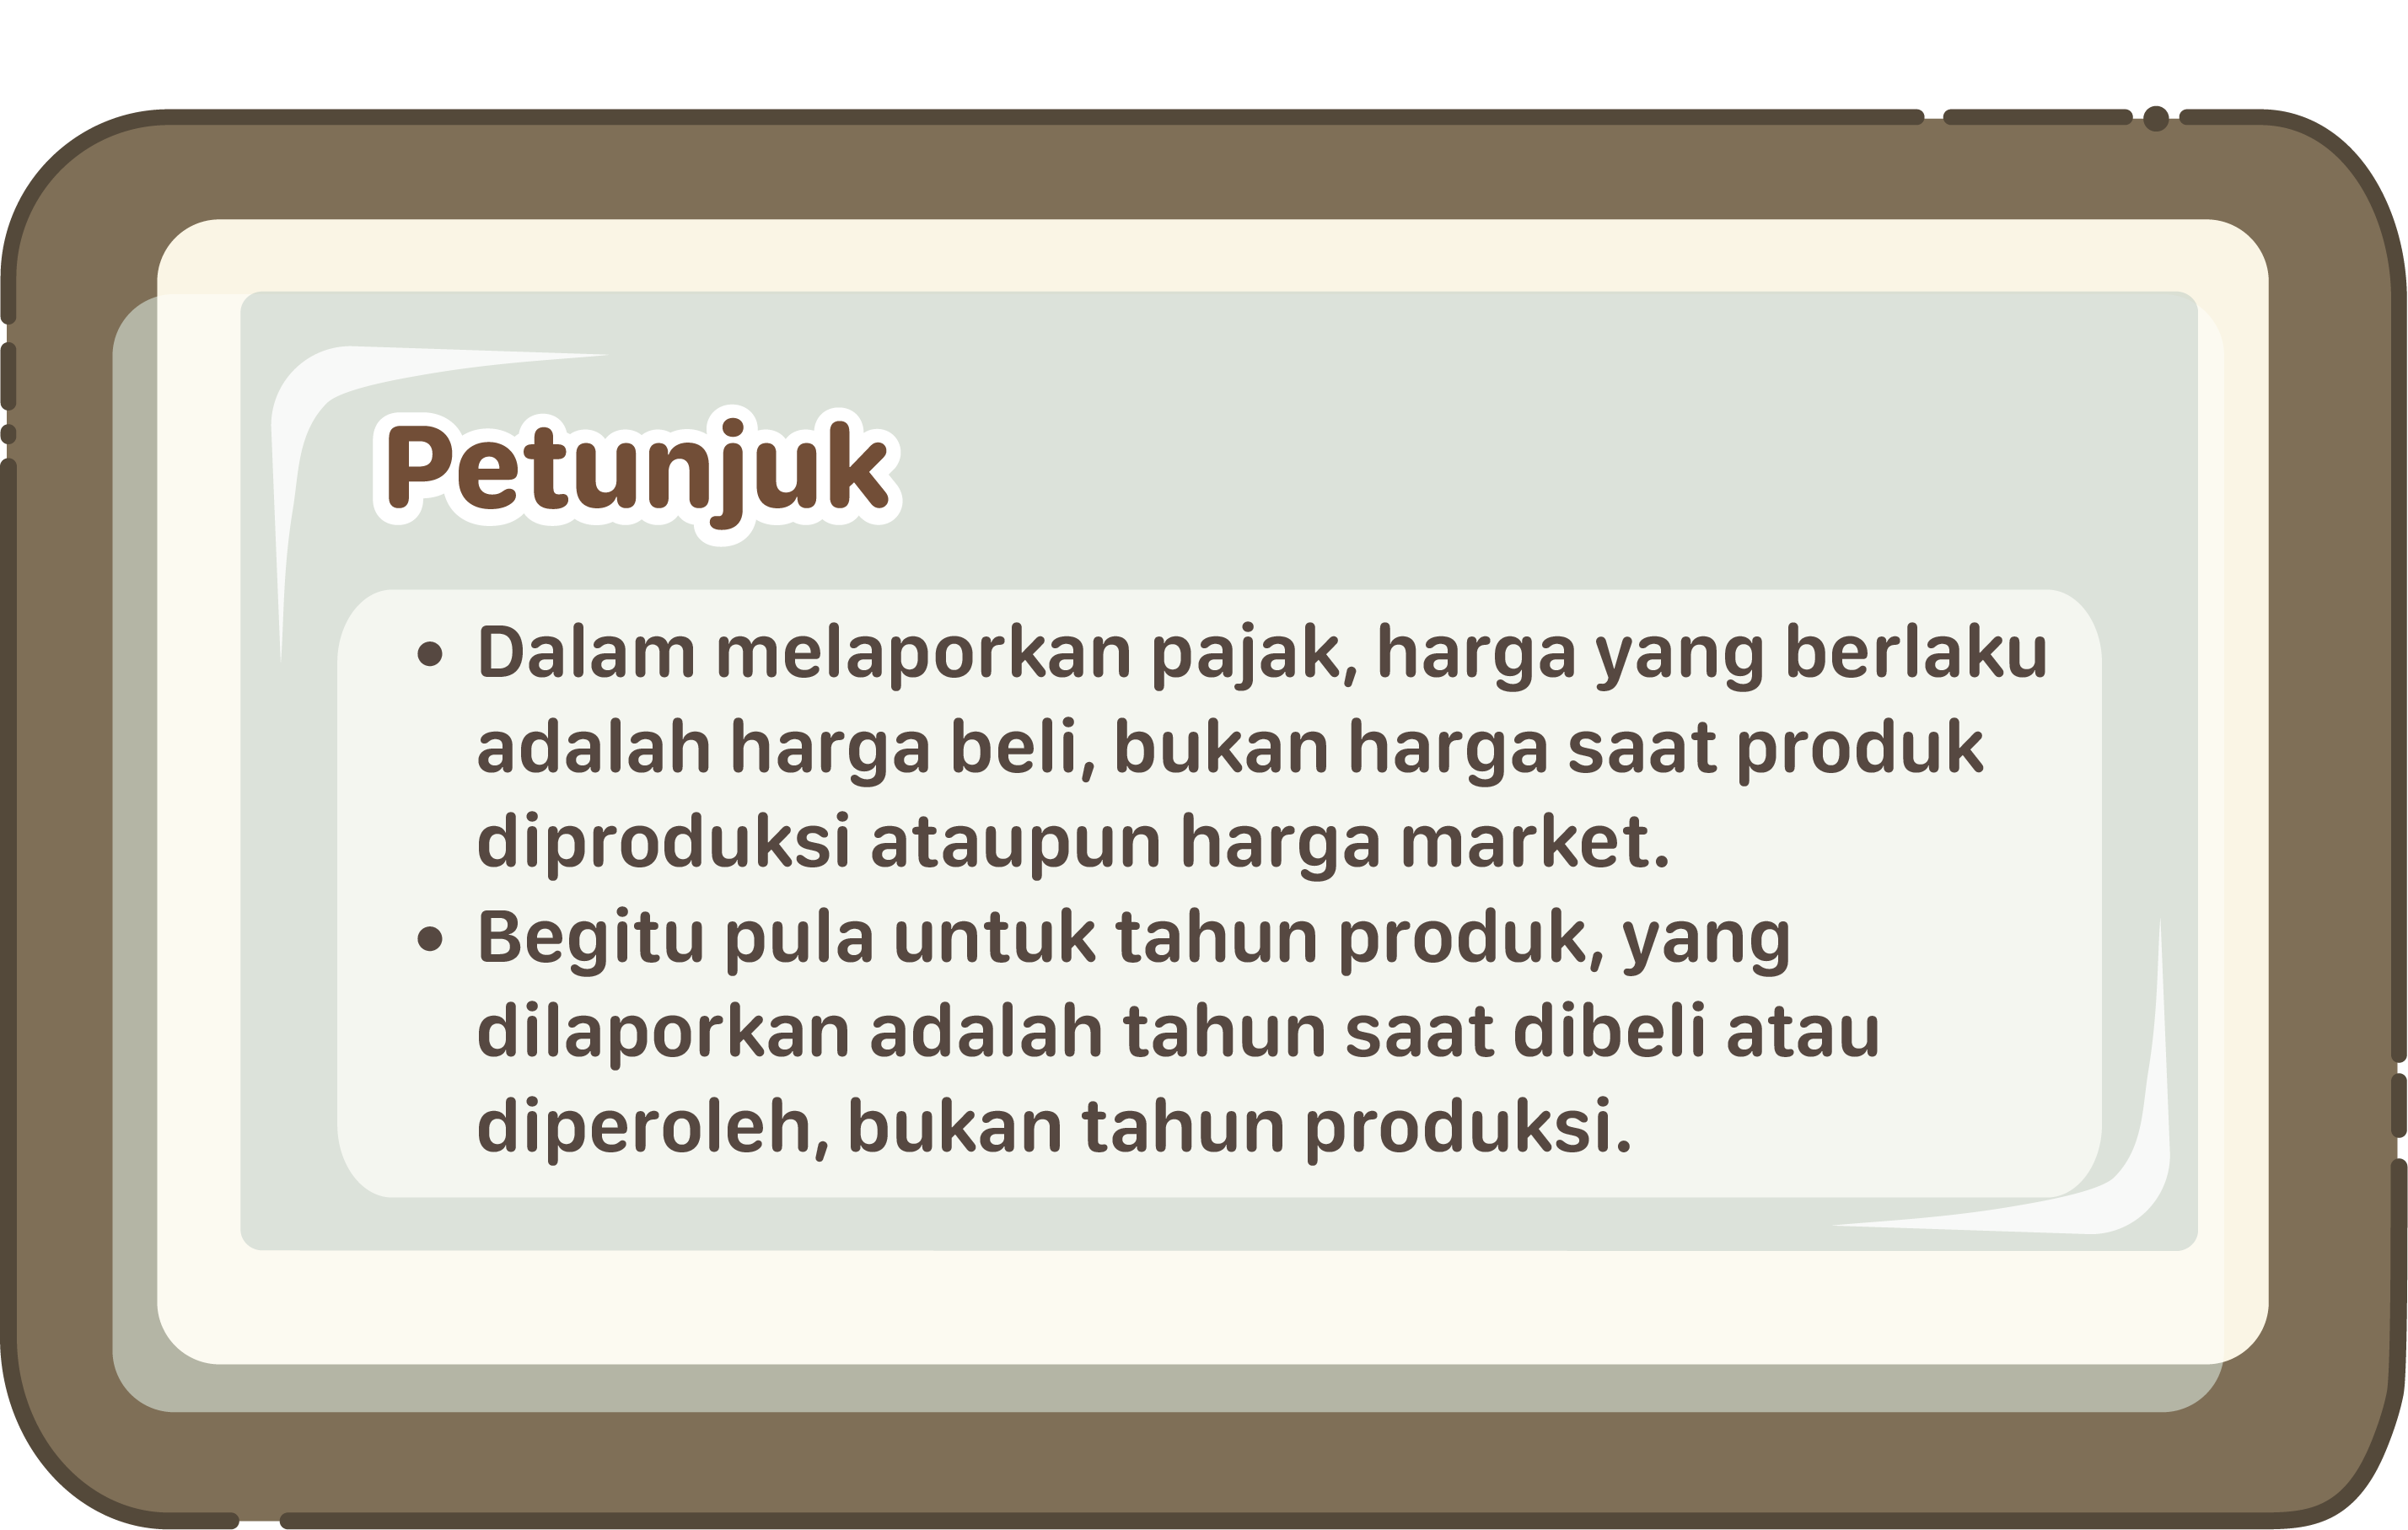 Petunjuk
• Dalam melaporkan pajak, harga yang berlaku
adalah harga beli, bukan harga saat produk
diproduksi ataupun harga market.
• Begitu pula untuk tahun produk, yang
dilaporkan adalah tahun saat dibeli atau
diperoleh, bukan tahun produksi.